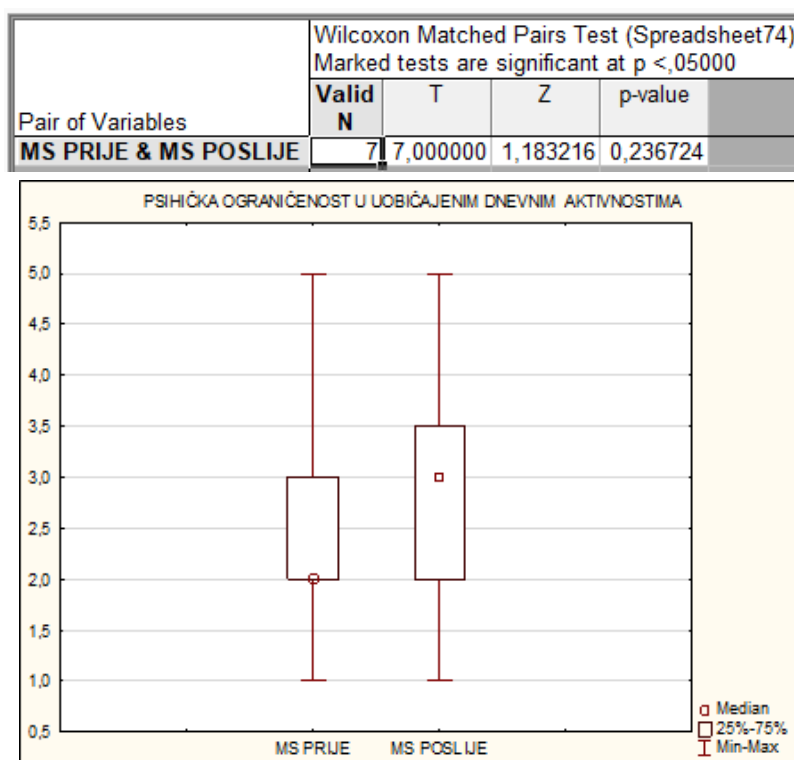 Wilcoxon Matched Pairs Test (Spreadsheet74)
Marked tests are significant at p <,05000
Pair of Variables Valid N T Z p-value
MS PRIJE & MS POSLIJE 7 7,000000 1,183216 0,236724
PSIHIČKA OGRANIČENOST U UOBIČAJENIM DNEVNIM AKTIVNOSTIMA
5,5
5,0
4,5
4,0
3,5
3,0
2,5
2,0
1,5
1,0
0,5
MS PRIJE MS POSLIJE
Median
25%-75%
Min-Max